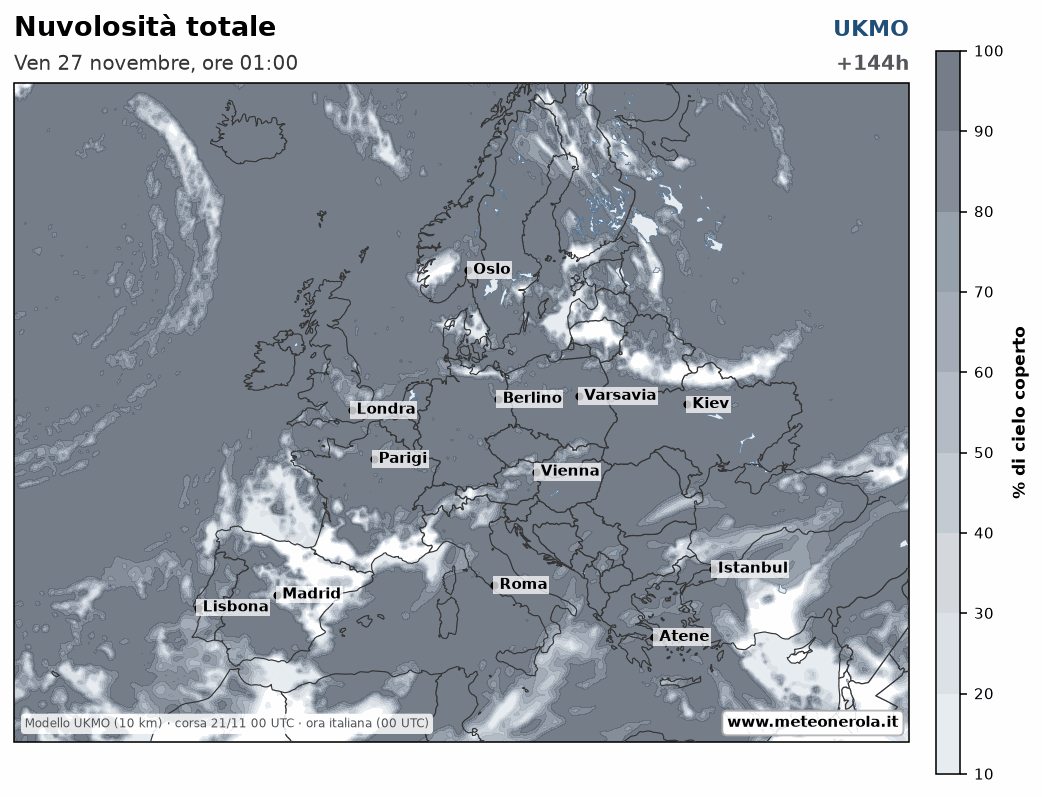 Nuvolosità totale
UKMO
Ven 27 novembre, ore 01:00
+144h
100
90
80
70
60
50
40
30
20
10
% di cielo coperto
Oslo
Londra
Berlino
Varsavia
Kiev
Parigi
Vienna
Istanbul
Roma
Madrid
Lisbona
Atene
Modello UKMO (10 km) · corsa 21/11 00 UTC · ora italiana (00 UTC)
www.meteonerola.it